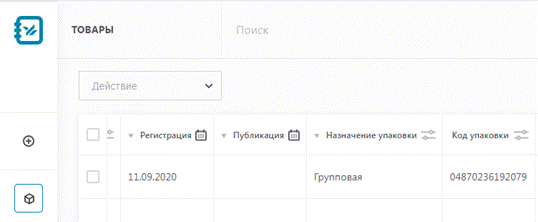 ТОВАРЫ Поиск
Действие
Регистрация Публикация Назначение упаковки Код упаковки
11.09.2020 Групповая 04870236192079